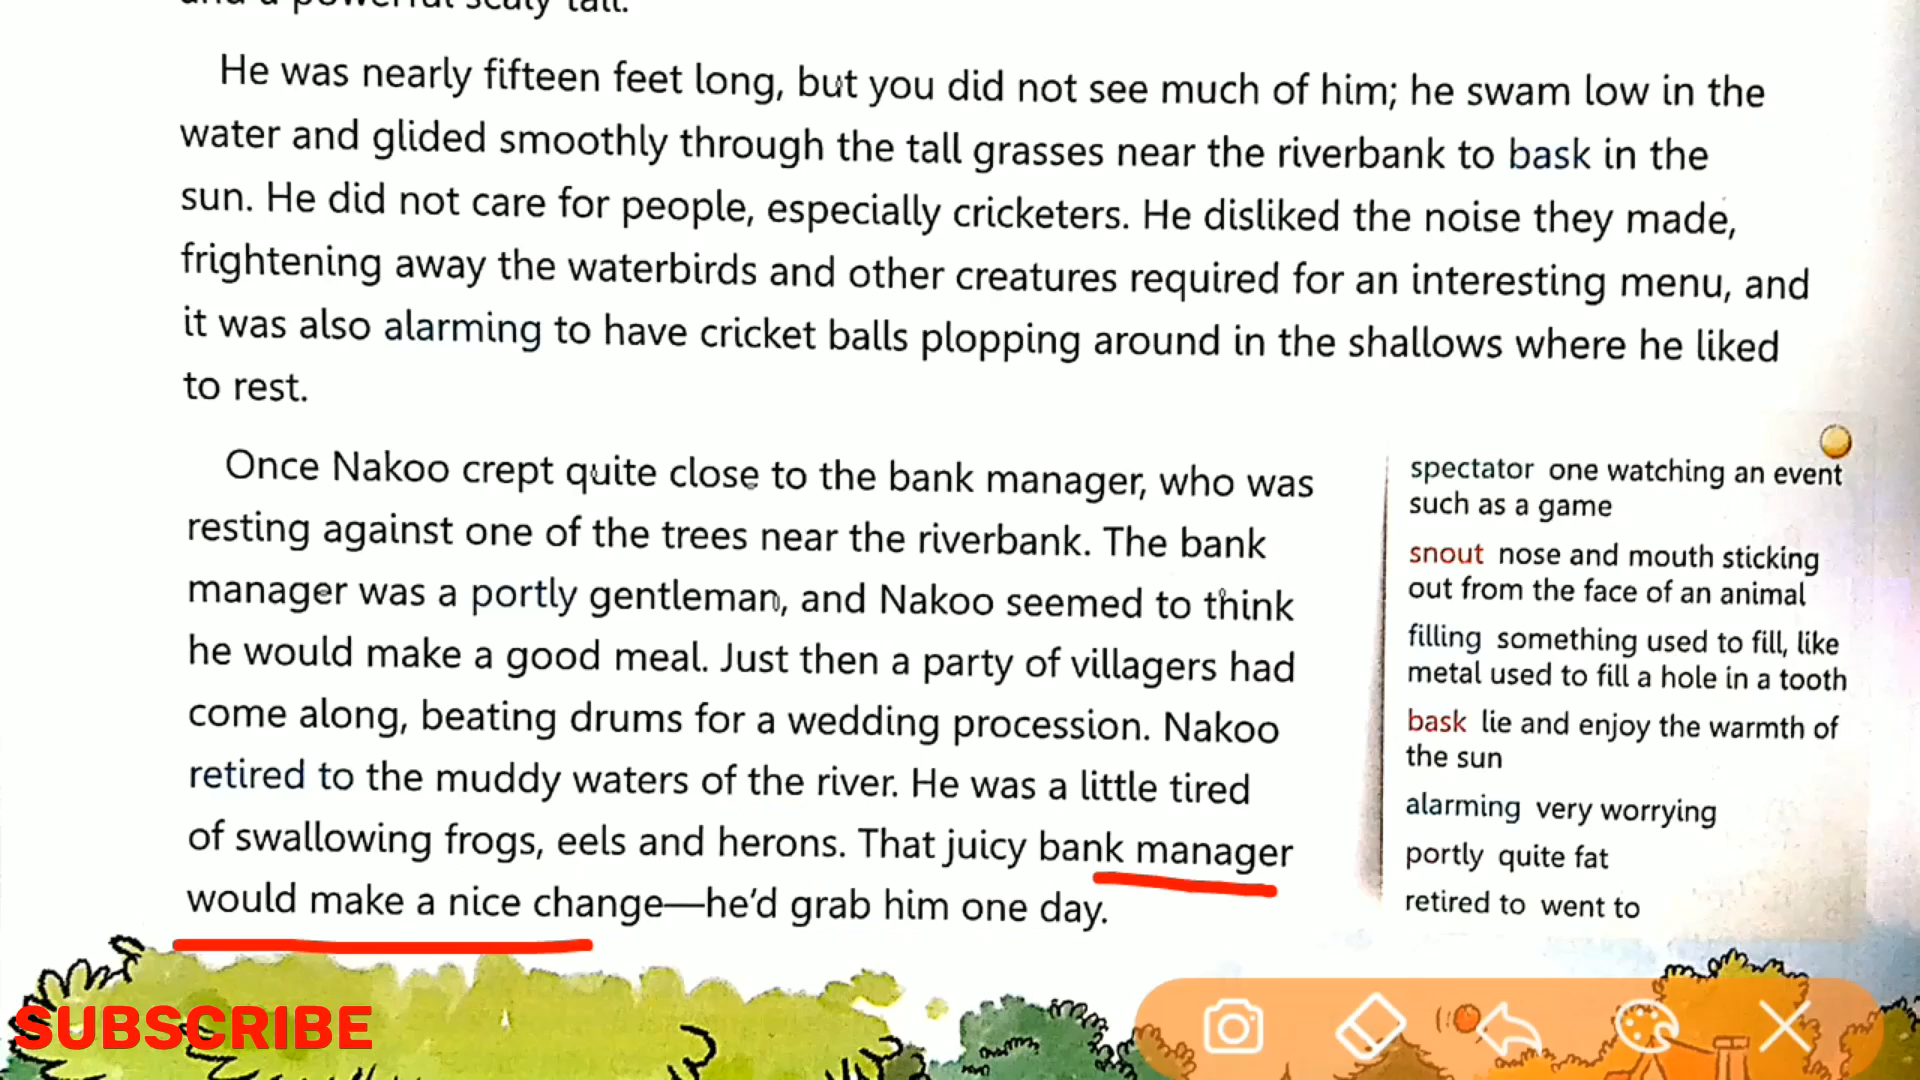 and a powerful scaly tail.
He was nearly fifteen feet long, but you did not see much of him; he swam low in the
water and glided smoothly through the tall grasses near the riverbank to bask in the
sun. He did not care for people, especially cricketers. He disliked the noise they made,
frightening away the waterbirds and other creatures required for an interesting menu, and
it was also alarming to have cricket balls plopping around in the shallows where he liked
to rest.
Once Nakoo crept quite close to the bank manager, who was
resting against one of the trees near the riverbank. The bank
manager was a portly gentleman, and Nakoo seemed to think
he would make a good meal. Just then a party of villagers had
come along, beating drums for a wedding procession. Nakoo
retired to the muddy waters of the river. He was a little tired
of swallowing frogs, eels and herons. That juicy bank manager
would make a nice change—he'd grab him one day.
spectator one watching an event
such as a game
snout nose and mouth sticking
out from the face of an animal
filling something used to fill, like
metal used to fill a hole in a tooth
bask lie and enjoy the warmth of
the sun
alarming very worrying
portly quite fat
retired to went to
SUBSCRIBE